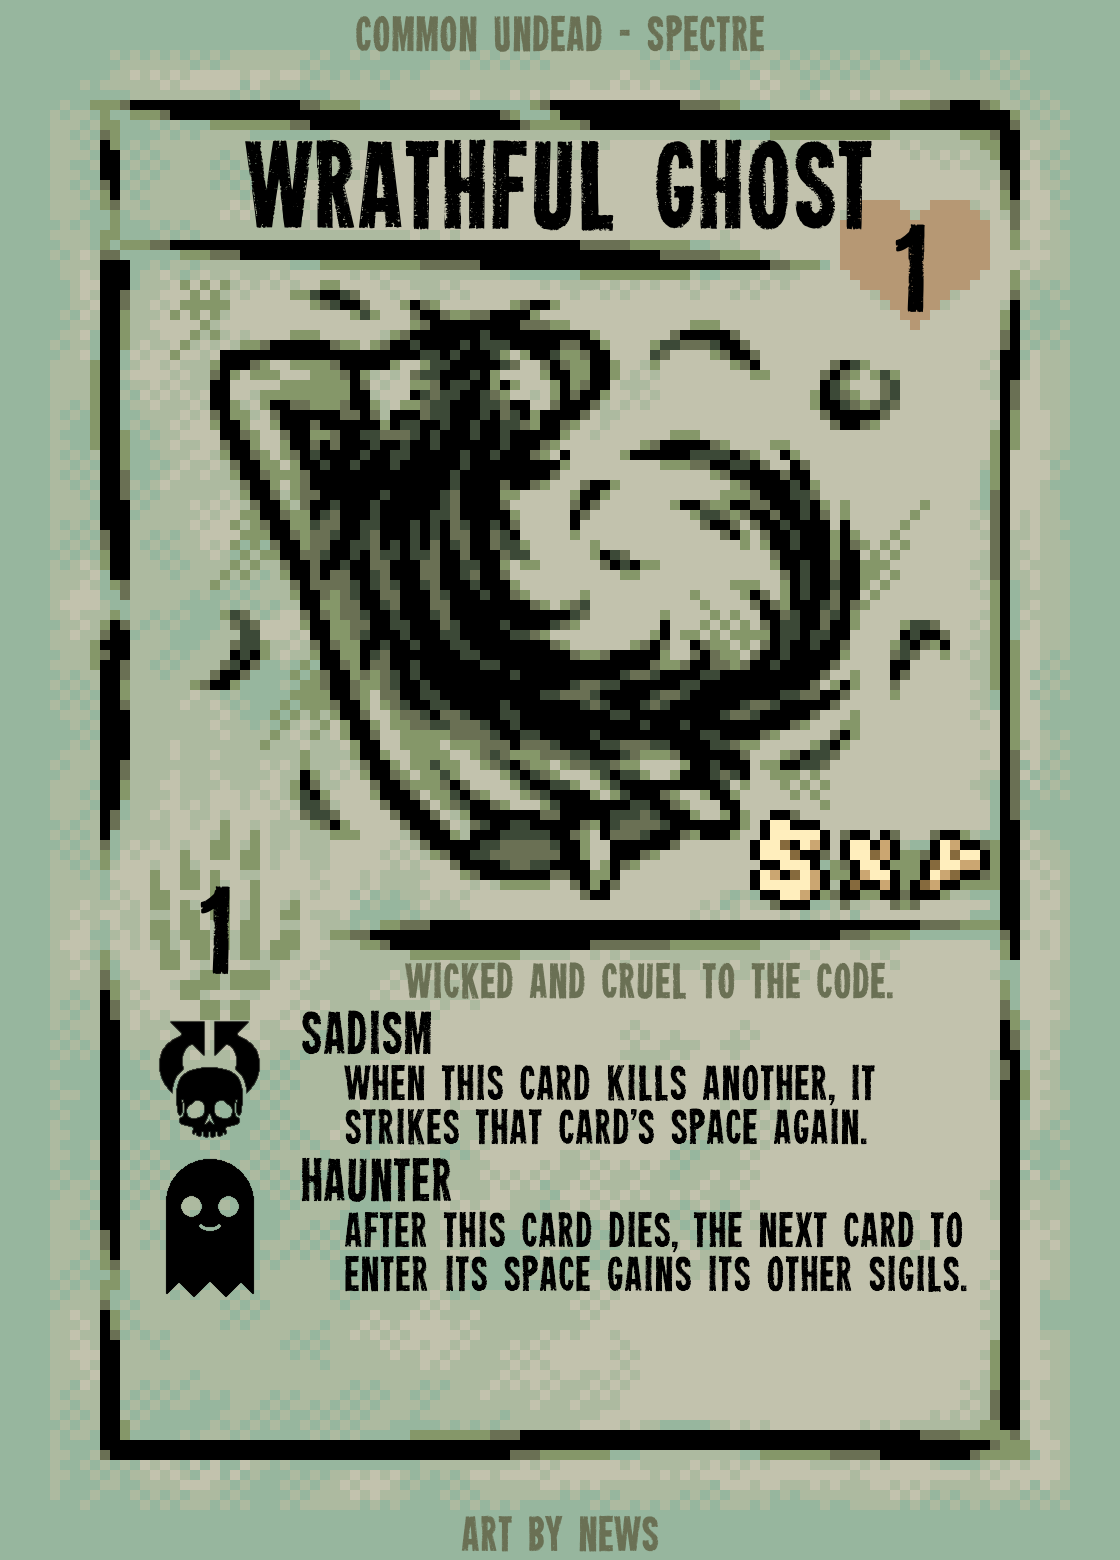 COMMON UNDEAD - SPECTRE
WRATHFUL GHOST
1
1
WICKED AND CRUEL TO THE CODE.
SADISM
WHEN THIS CARD KILLS ANOTHER, IT
STRIKES THAT CARD'S SPACE AGAIN.
HAUNTER
AFTER THIS CARD DIES, THE NEXT CARD TO
ENTER ITS SPACE GAINS ITS OTHER SIGILS.
ART BY NEWS